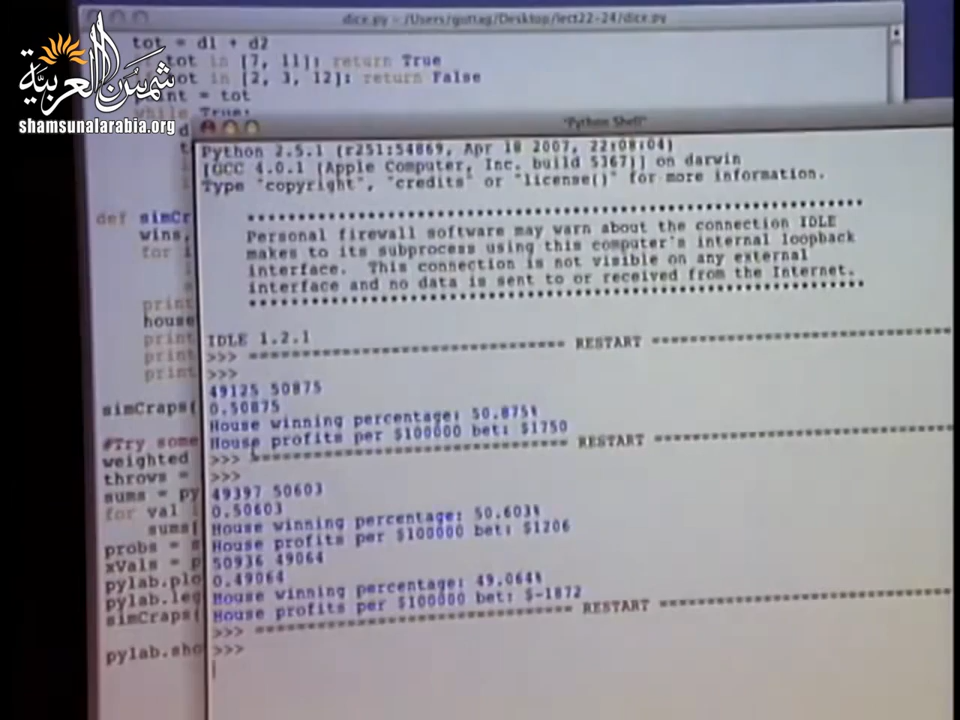 dice.py - /Users/guttag/Desktop/lect22-24/dice.py
شمس العربية
shamsunalarabia.org
tot = d1 + d2
tot in [7, 11]: return True
tot in [2, 3, 12]: return False
point = tot
while True:
*Python Shell*
Python 2.5.1 (r251:54869, Apr 18 2007, 22:08:04)
[GCC 4.0.1 (Apple Computer, Inc. build 5367)] on darwin
Type "copyright", "credits" or "license()" for more information.
****************************************************************
Personal firewall software may warn about the connection IDLE
makes to its subprocess using this computer's internal loopback
interface. This connection is not visible on any external
interface and no data is sent to or received from the Internet.
****************************************************************
IDLE 1.2.1
>>> ================================ RESTART ================================
>>>
49125 50875
0.50875
House winning percentage: 50.875%
House profits per $100000 bet: $1750
>>> ================================ RESTART ================================
>>>
49397 50603
0.50603
House winning percentage: 50.603%
House profits per $100000 bet: $1206
50936 49064
0.49064
House winning percentage: 49.064%
House profits per $100000 bet: $-1872
>>> ================================ RESTART ================================
>>>
def simCr
wins,
for i
print
house
print
print
print
simCraps(
#Try some
weighted
throws =
sums = py
for val i
sums[
probs = s
xVals = p
pylab.plo
pylab.leg
simCraps(
pylab.sho